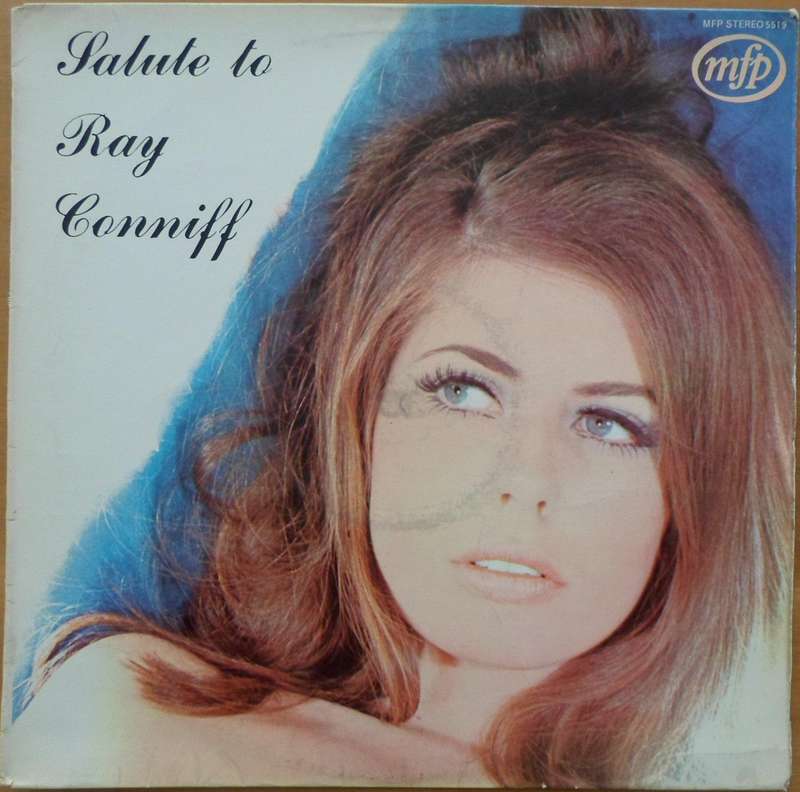 Salute to
Ray
Conniff
MFP STEREO 5519
mfp